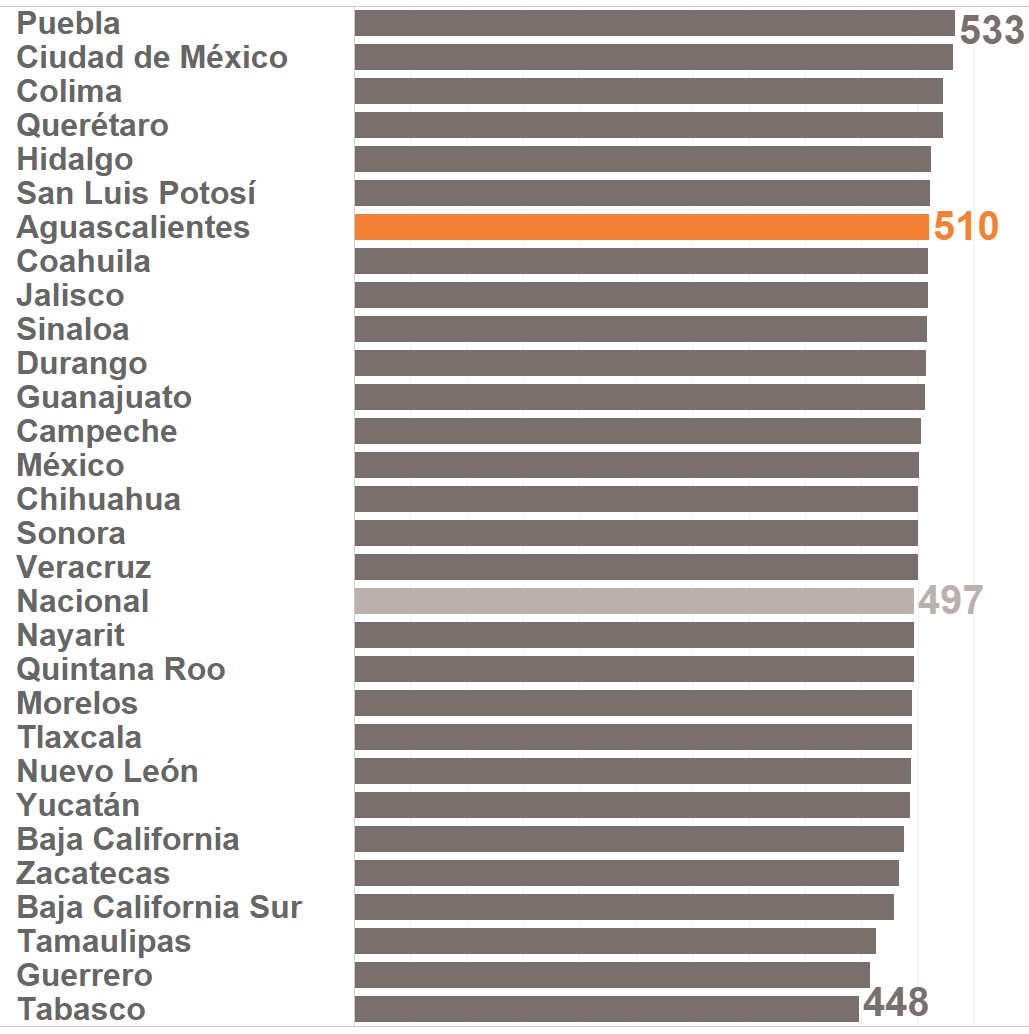 Puebla 533
Ciudad de México
Colima
Querétaro
Hidalgo
San Luis Potosí
Aguascalientes 510
Coahuila
Jalisco
Sinaloa
Durango
Guanajuato
Campeche
México
Chihuahua
Sonora
Veracruz
Nacional 497
Nayarit
Quintana Roo
Morelos
Tlaxcala
Nuevo León
Yucatán
Baja California
Zacatecas
Baja California Sur
Tamaulipas
Guerrero
Tabasco 448